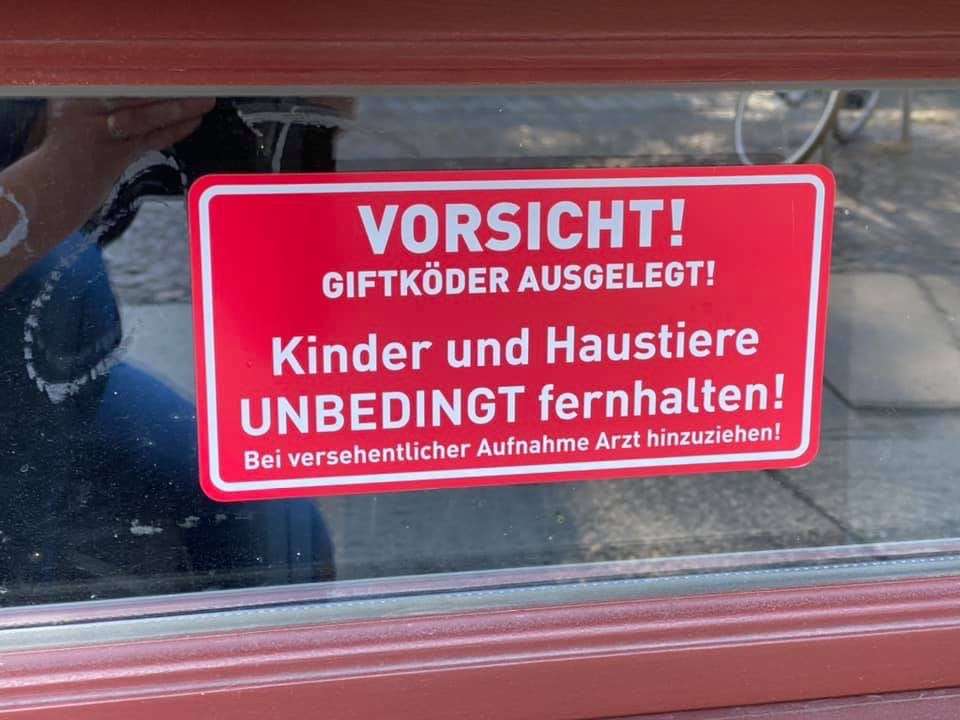 VORSICHT!
GIFTKÖDER AUSGELEGT!
Kinder und Haustiere
UNBEDINGT fernhalten!
Bei versehentlicher Aufnahme Arzt hinzuziehen!